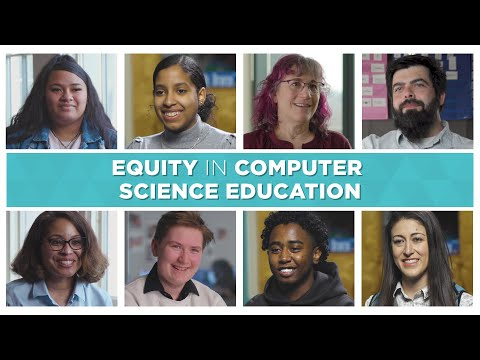 EQUITY IN COMPUTER
SCIENCE EDUCATION